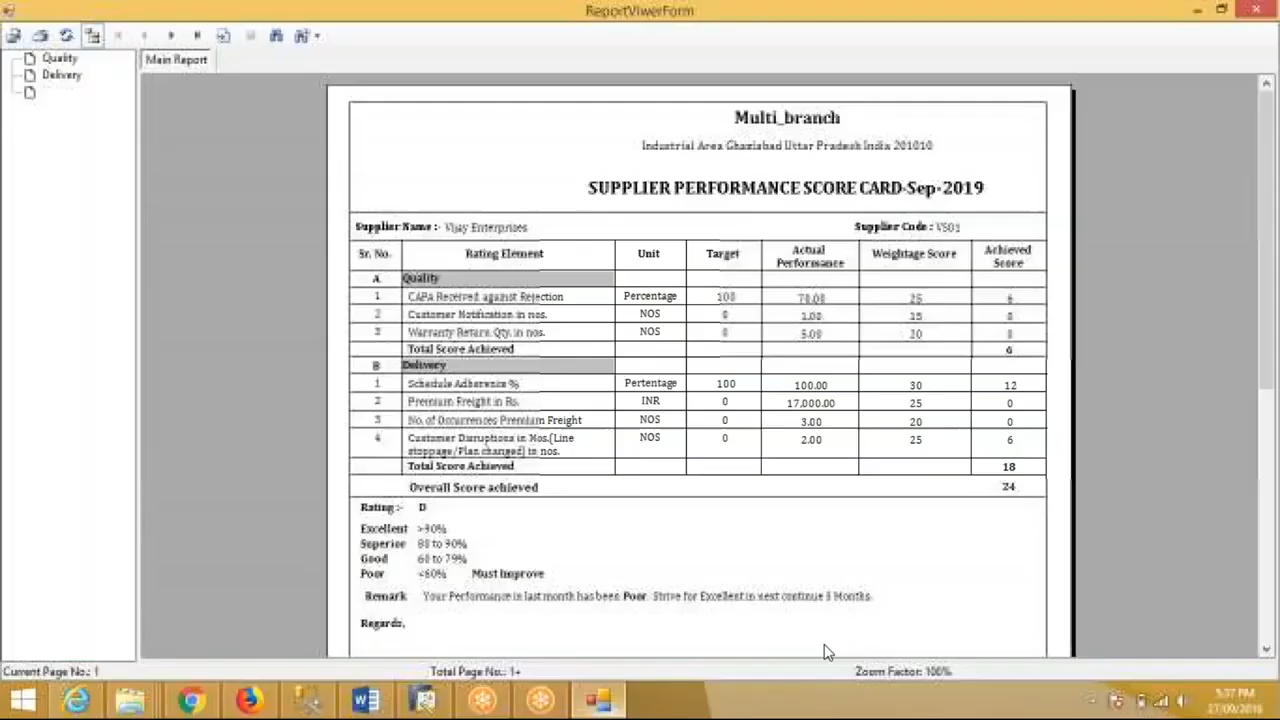 ReportViwerForm
Quality
Delivery
Main Report
Multi_branch
Industrial Area Ghaziabad Uttar Pradesh India 201010
SUPPLIER PERFORMANCE SCORE CARD-Sep-2019
Supplier Name :- Vijay Enterprises Supplier Code : VS01
Sr. No. Rating Element Unit Target Actual Performance Weightage Score Achieved Score
A Quality
1 CAPA Received against Rejection Percentage 100 70.00 25 6
2 Customer Notification in nos. NOS 0 1.00 15 0
3 Warranty Return Qty. in nos. NOS 0 5.00 20 0
Total Score Achieved 6
B Delivery
1 Schedule Adherence % Pertentage 100 100.00 30 12
2 Premium Freight in Rs. INR 0 17,000.00 25 0
3 No. of Occurrences Premium Freight NOS 0 3.00 20 0
4 Customer Disruptions in Nos.(Line stoppage/Plan changed) in nos. NOS 0 2.00 25 6
Total Score Achieved 18
Overall Score achieved 24
Rating :- D
Excellent >90%
Superior 80 to 90%
Good 60 to 79%
Poor <60% Must Improve
Remark Your Performance in last month has been Poor Strive for Excellent in next continue 3 Months.
Regards,
Current Page No.: 1 Total Page No.: 1+ Zoom Factor: 100%
5:37 PM